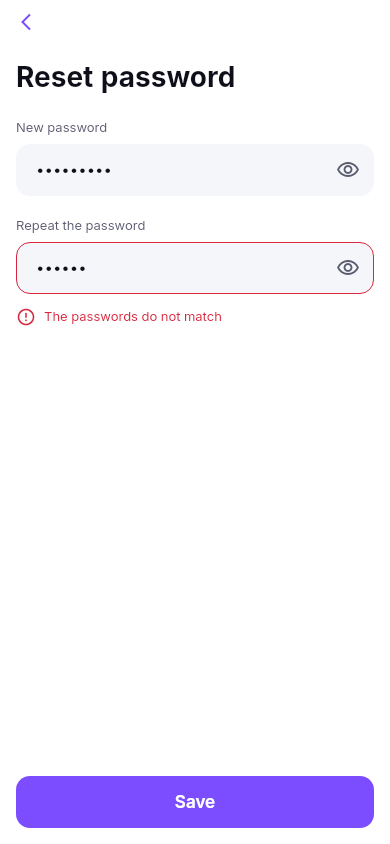 Reset password
New password
•••••••••
Repeat the password
••••••
The passwords do not match
Save